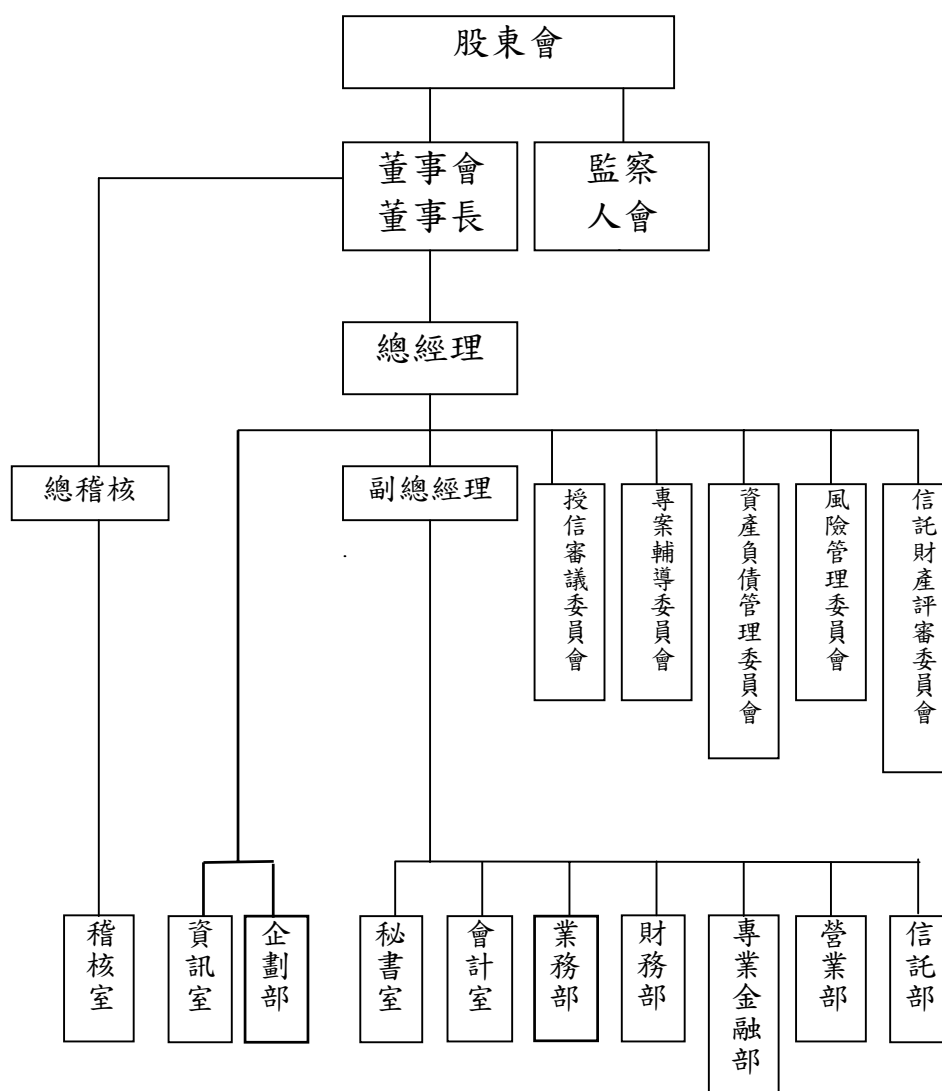 股東會
董事會
董事長
監察
人會
總經理
總稽核
副總經理
授信審議委員會
專案輔導委員會
資產負債管理委員會
風險管理委員會
信託財產評審委員會
稽核室
資訊室
企劃部
秘書室
會計室
業務部
財務部
專業金融部
營業部
信託部